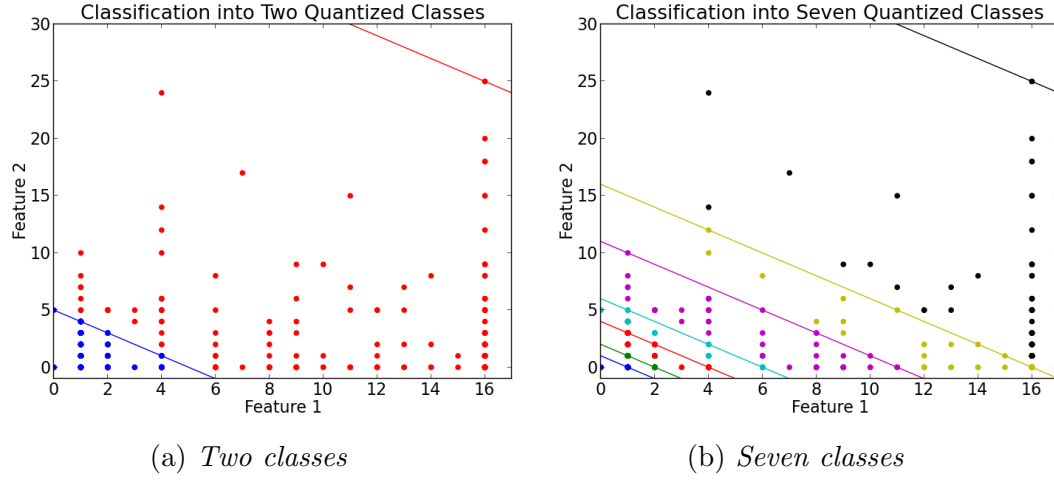 Classification into Two Quantized Classes
30
25
20
15
10
5
0
Feature 2
0 2 4 6 8 10 12 14 16
Feature 1
(a) Two classes
Classification into Seven Quantized Classes
30
25
20
15
10
5
0
Feature 2
0 2 4 6 8 10 12 14 16
Feature 1
(b) Seven classes